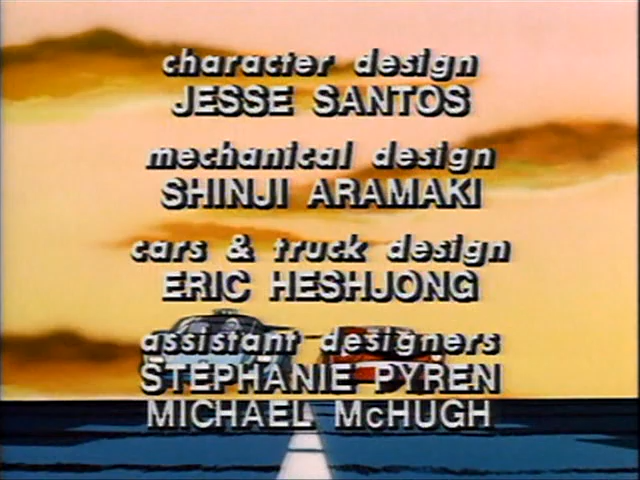 character design
JESSE SANTOS
mechanical design
SHINJI ARAMAKI
cars & truck design
ERIC HESHJONG
assistant designers
STEPHANIE PYREN
MICHAEL McHUGH